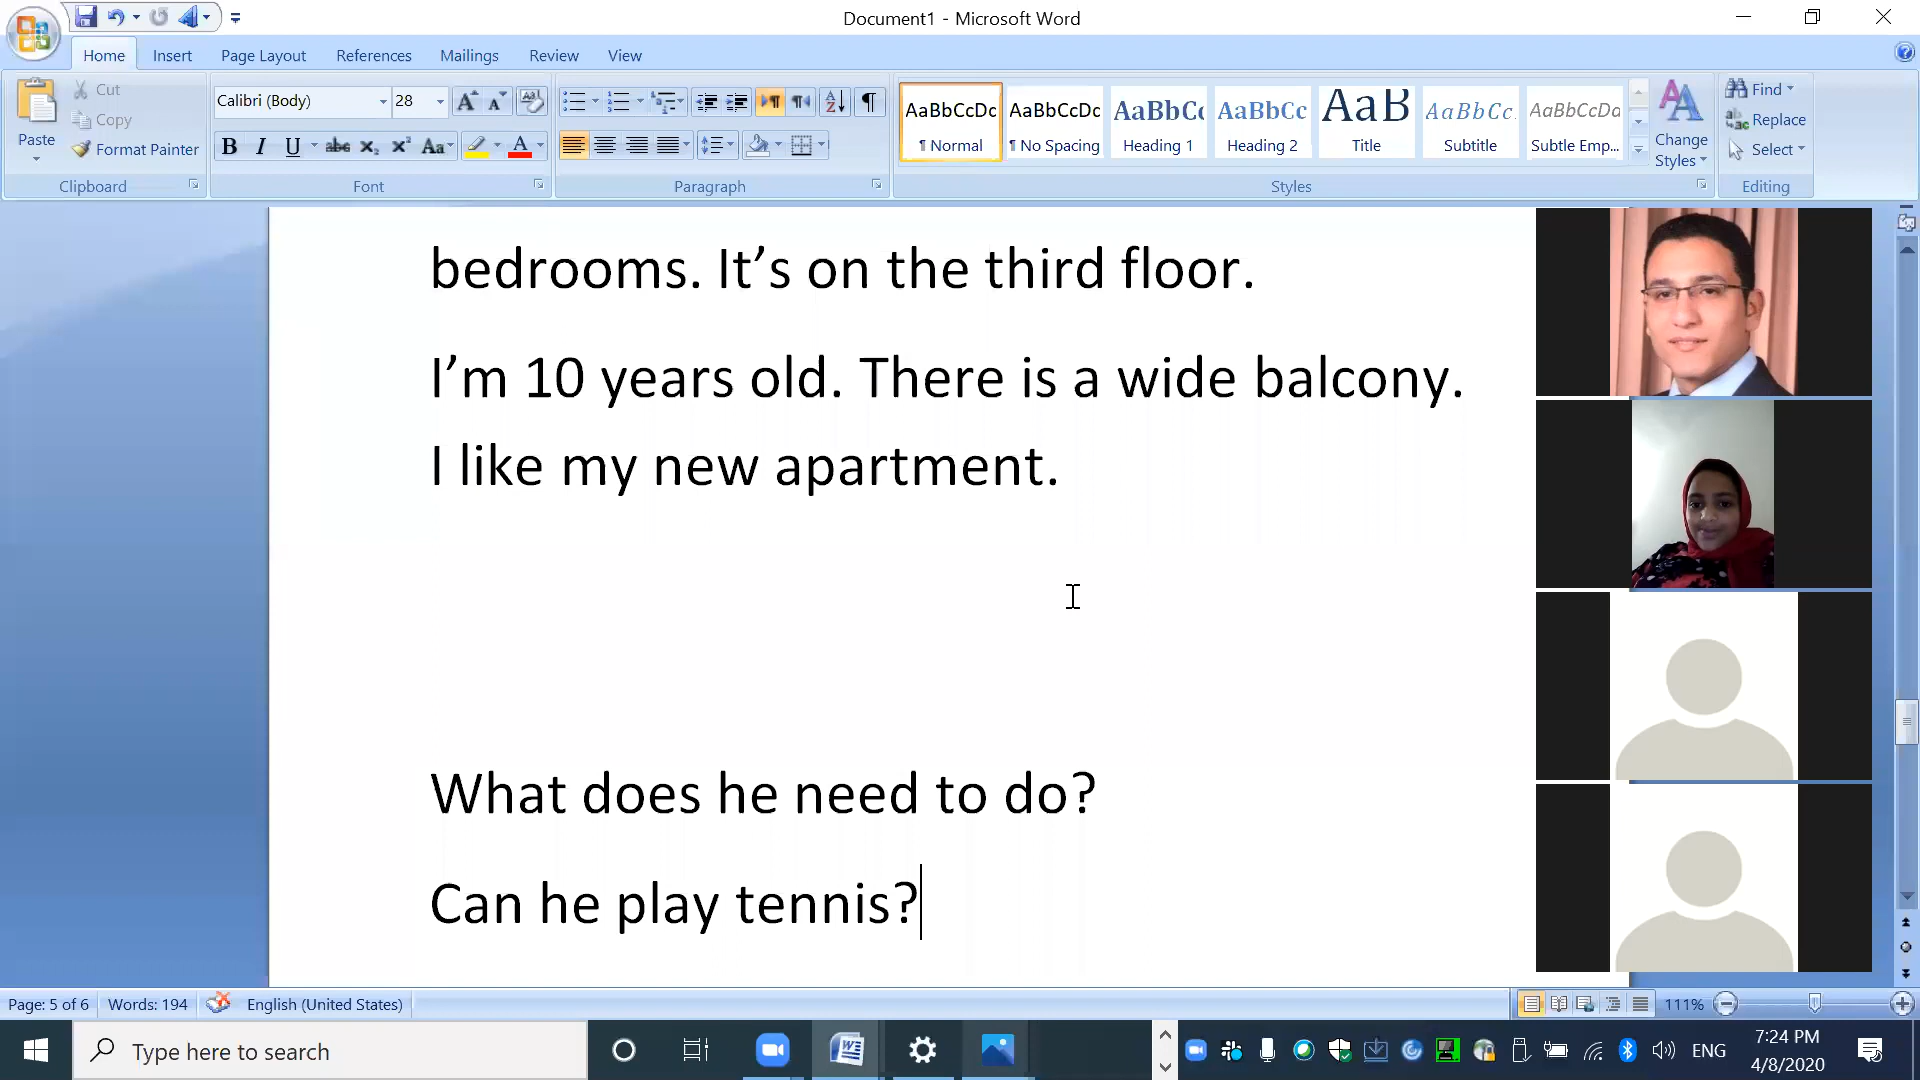 Document1 - Microsoft Word
Home Insert Page Layout References Mailings Review View
Paste
Cut
Copy
Format Painter
Clipboard
Calibri (Body) 28
Font
Paragraph
AaBbCcDc AaBbCcDc AaBbCc AaBbCc AaB AaBbCc. AaBbCcDc
¶ Normal ¶ No Spacing Heading 1 Heading 2 Title Subtitle Subtle Emp...
Styles
Change
Styles
Find
Replace
Select
Editing
bedrooms. It’s on the third floor.
I’m 10 years old. There is a wide balcony.
I like my new apartment.
What does he need to do?
Can he play tennis?
Page: 5 of 6 Words: 194 English (United States) 111%
Type here to search
ENG
7:24 PM
4/8/2020